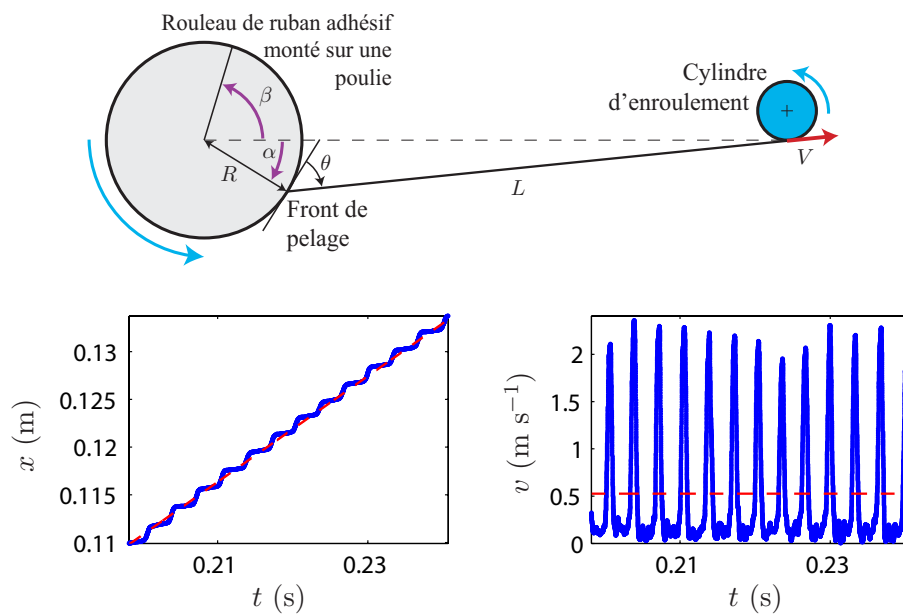 Rouleau de ruban adhésif
monté sur une
poulie
β
α
R
θ
Front de
pelage
L
Cylindre
d'enroulement
+
V
0.13
0.125
0.12
0.115
0.11
x (m)
0.21
0.23
t (s)
2
1.5
1
0.5
0
v (m s⁻¹)
0.21
0.23
t (s)